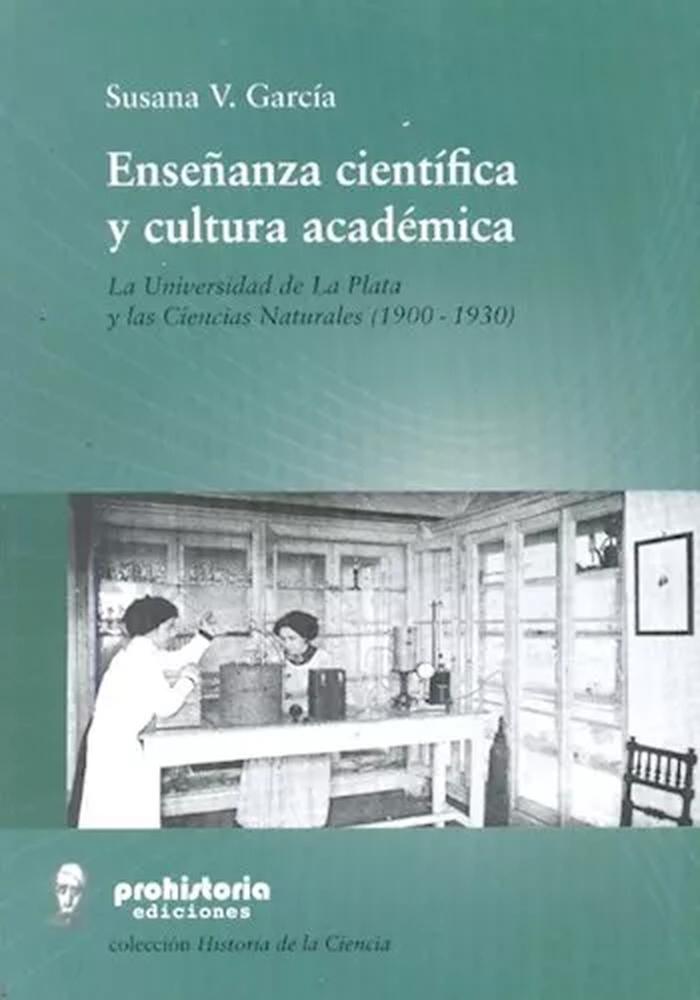 Susana V. García
Enseñanza científica
y cultura académica
La Universidad de La Plata
y las Ciencias Naturales (1900 - 1930)
prohistoria
ediciones
colección Historia de la Ciencia